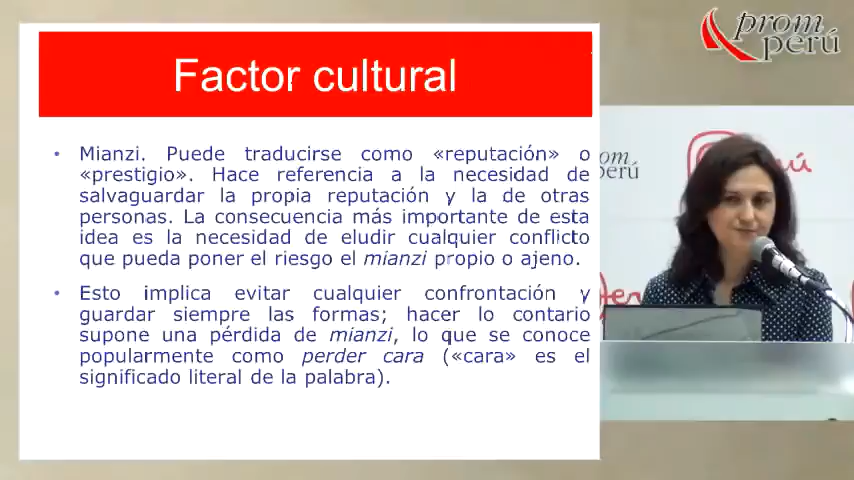 prom
perú
Factor cultural
• Mianzi. Puede traducirse como «reputación» o
«prestigio». Hace referencia a la necesidad de
salvaguardar la propia reputación y la de otras
personas. La consecuencia más importante de esta
idea es la necesidad de eludir cualquier conflicto
que pueda poner el riesgo el mianzi propio o ajeno.
• Esto implica evitar cualquier confrontación y
guardar siempre las formas; hacer lo contario
supone una pérdida de mianzi, lo que se conoce
popularmente como perder cara («cara» es el
significado literal de la palabra).
om
perú